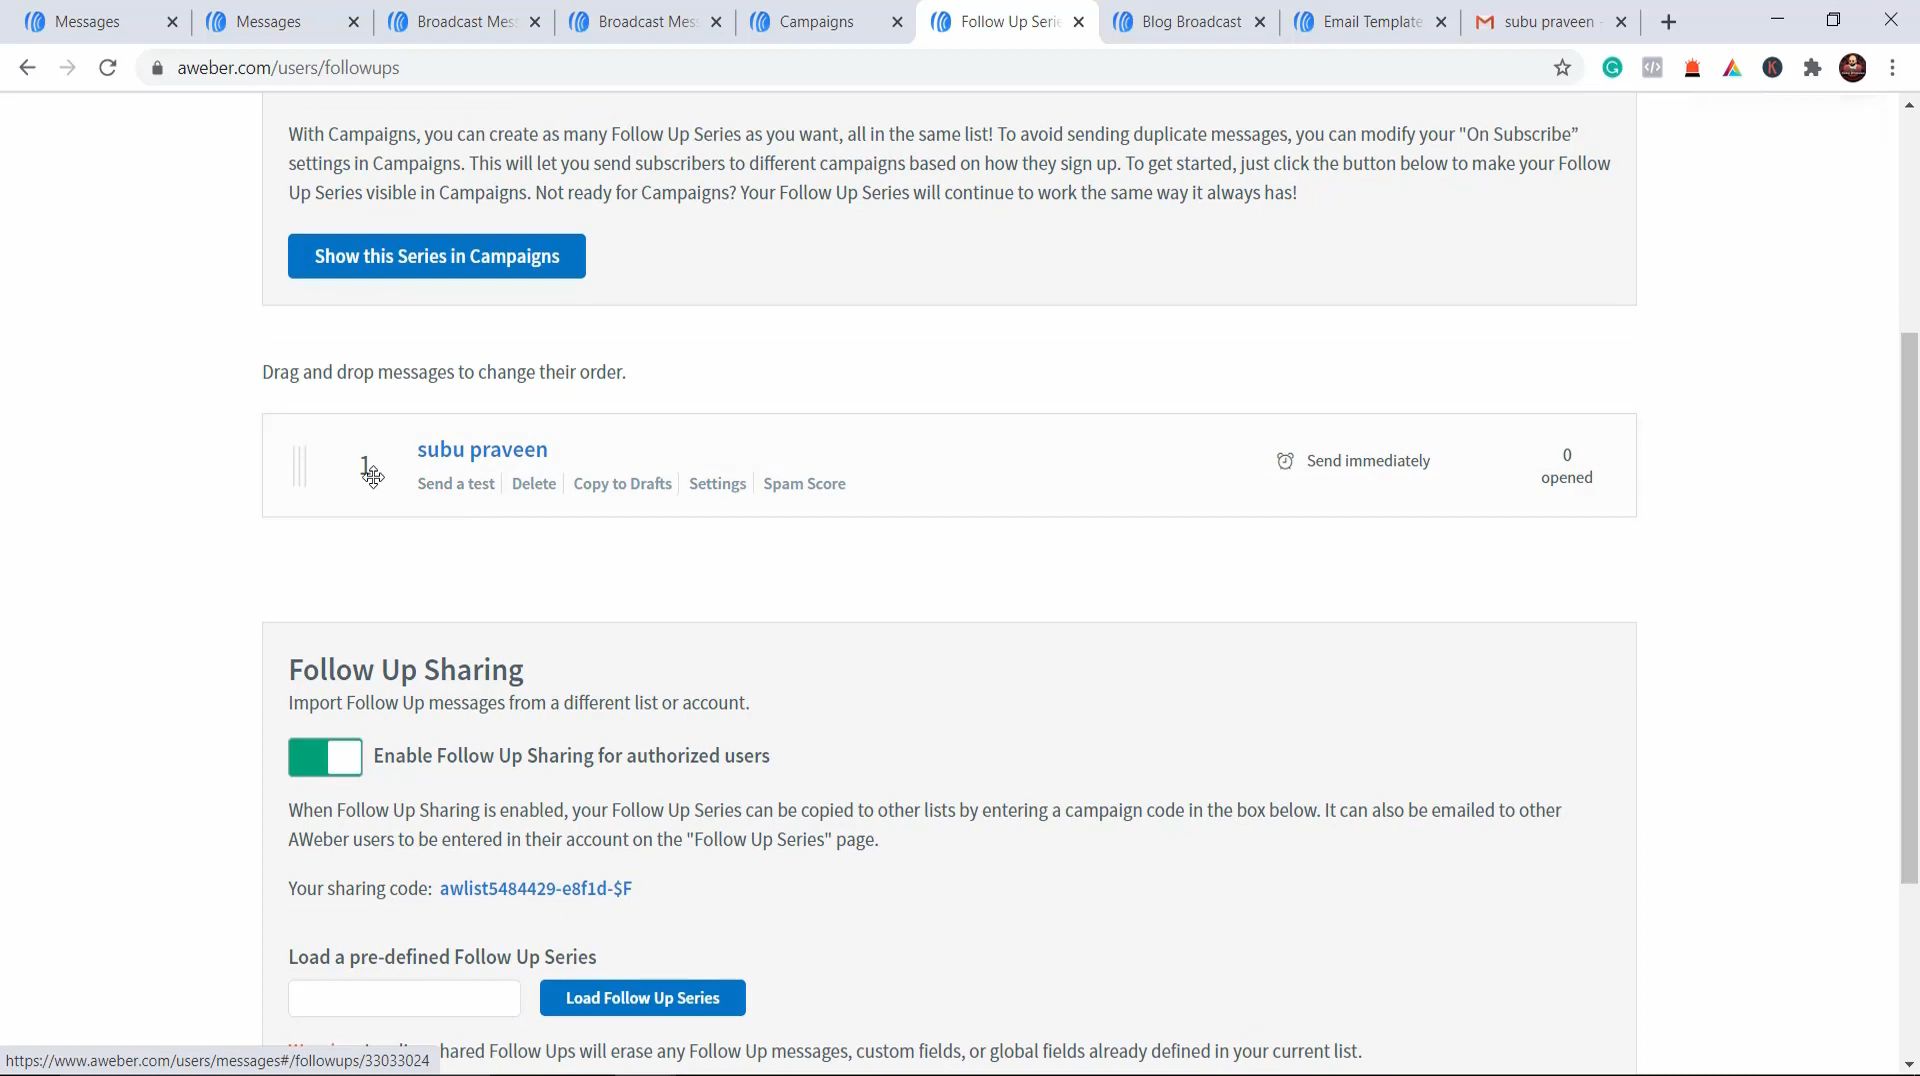 Messages
Messages
Broadcast Mes
Broadcast Mes
Campaigns
Follow Up Serie
Blog Broadcast
Email Template
subu praveen
aweber.com/users/followups
With Campaigns, you can create as many Follow Up Series as you want, all in the same list! To avoid sending duplicate messages, you can modify your "On Subscribe”
settings in Campaigns. This will let you send subscribers to different campaigns based on how they sign up. To get started, just click the button below to make your Follow
Up Series visible in Campaigns. Not ready for Campaigns? Your Follow Up Series will continue to work the same way it always has!
Show this Series in Campaigns
Drag and drop messages to change their order.
1
subu praveen
Send a test
Delete
Copy to Drafts
Settings
Spam Score
Send immediately
0
opened
Follow Up Sharing
Import Follow Up messages from a different list or account.
Enable Follow Up Sharing for authorized users
When Follow Up Sharing is enabled, your Follow Up Series can be copied to other lists by entering a campaign code in the box below. It can also be emailed to other
AWeber users to be entered in their account on the "Follow Up Series" page.
Your sharing code: awlist5484429-e8f1d-$F
Load a pre-defined Follow Up Series
Load Follow Up Series
hared Follow Ups will erase any Follow Up messages, custom fields, or global fields already defined in your current list.
https://www.aweber.com/users/messages#/followups/33033024